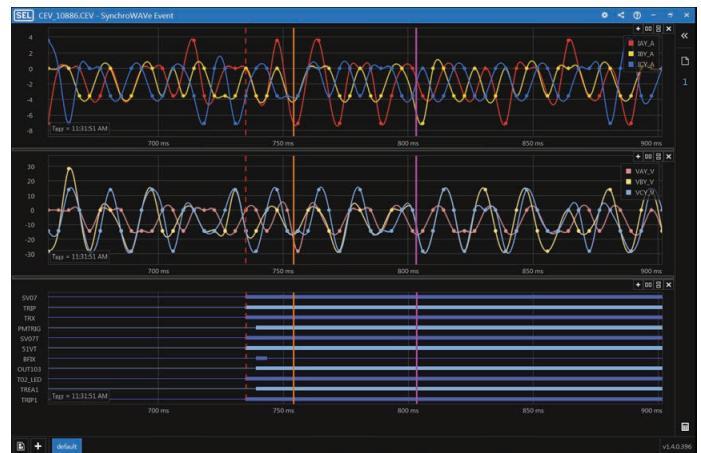 SEL CEV_10886.CEV - SynchroWAVe Event
4
2
0
-2
-4
-6
-8
IAY_A
IBY_A
ICY_A
TRIGR = 11:31:51 AM
700 ms
750 ms
800 ms
850 ms
900 ms
1
30
20
10
0
-10
-20
-30
VAY_V
VBY_V
VCY_V
11:31:51 AM
700 ms
750 ms
800 ms
850 ms
900 ms
SV07
TRIP
TRX
PMTRIG
SV07T
51VT
BFIX
OUT103
T02_LED
TREA1
TRIP1
11:31:51 AM
700 ms
750 ms
800 ms
850 ms
900 ms
default
v1.4.0.396